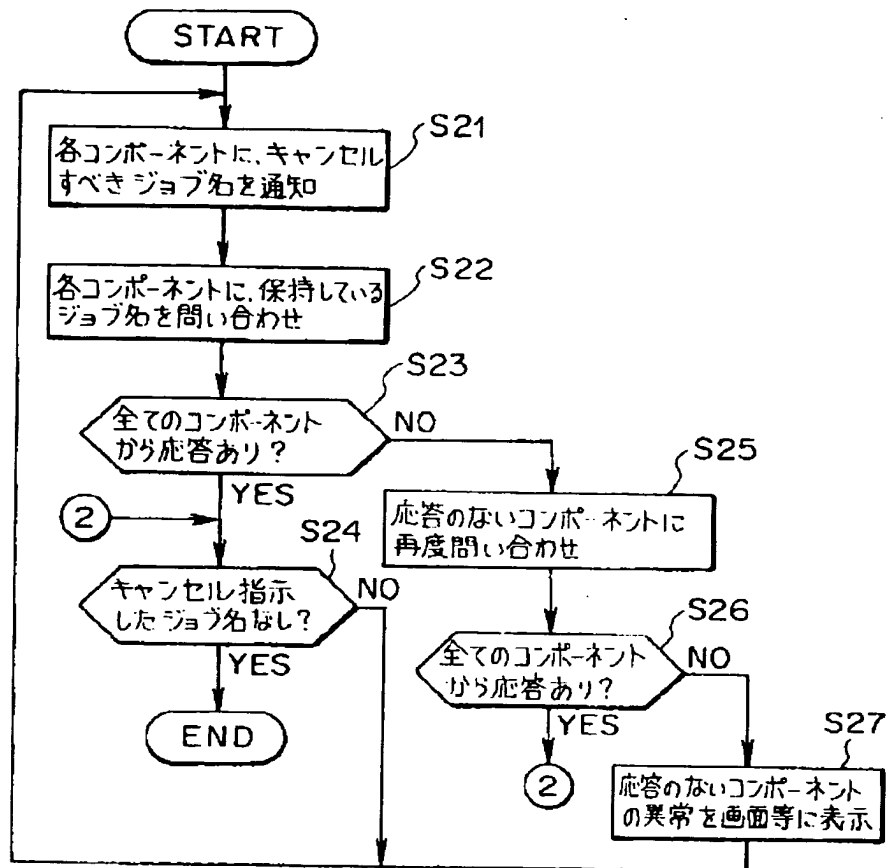 START
S21
各コンポーネントに、キャンセル
すべきジョブ名を通知
S22
各コンポーネントに、保持している
ジョブ名を問い合わせ
S23
全てのコンポーネント
から応答あり?
NO
YES
2
S24
キャンセル指示
したジョブ名なし?
NO
YES
END
S25
応答のないコンポーネントに
再度問い合わせ
S26
全てのコンポーネント
から応答あり?
NO
YES
2
S27
応答のないコンポーネント
の異常を画面等に表示